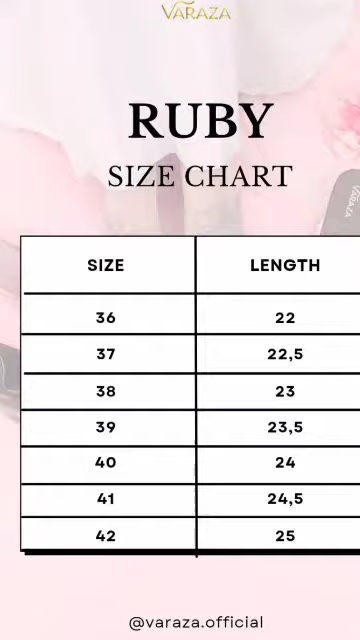 VARAZA
RUBY
SIZE CHART
VARAZA
SIZE LENGTH
36 22
37 22,5
38 23
39 23,5
40 24
41 24,5
42 25
@varaza.official